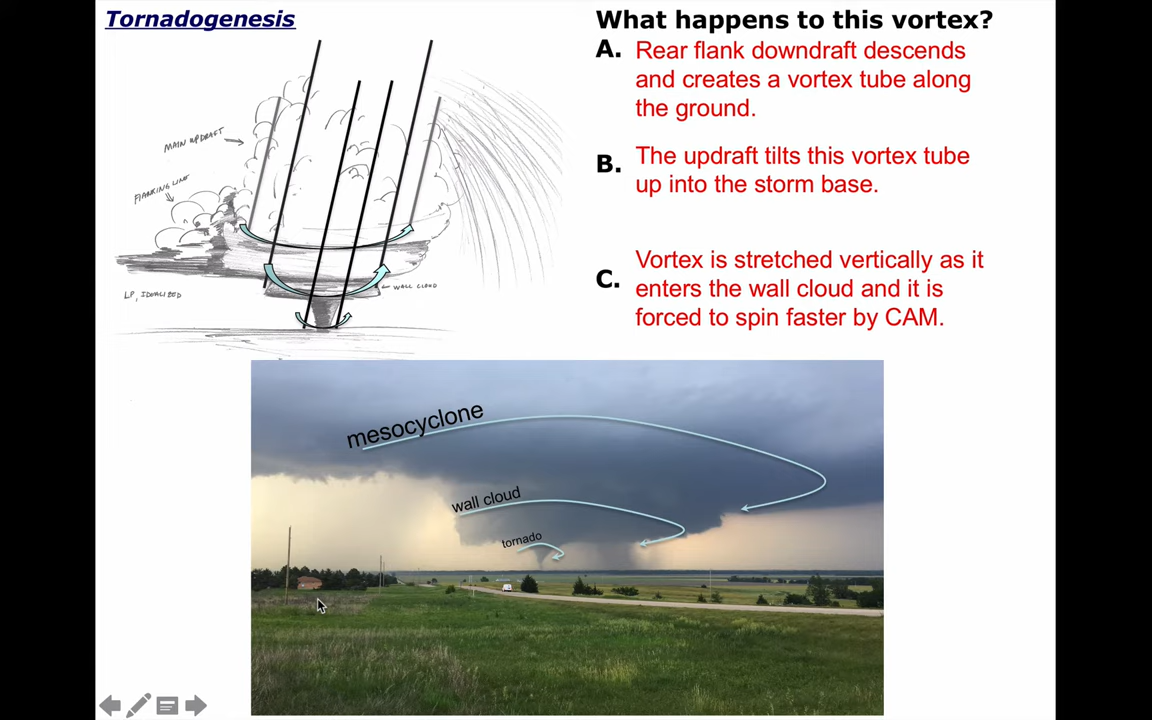 Tornadogenesis
MAIN UPDRAFT
FLANKING LINE
LP, IDEALIZED
WALL CLOUD
What happens to this vortex?
A. Rear flank downdraft descends
and creates a vortex tube along
the ground.
B. The updraft tilts this vortex tube
up into the storm base.
C. Vortex is stretched vertically as it
enters the wall cloud and it is
forced to spin faster by CAM.
mesocyclone
wall cloud
tornado